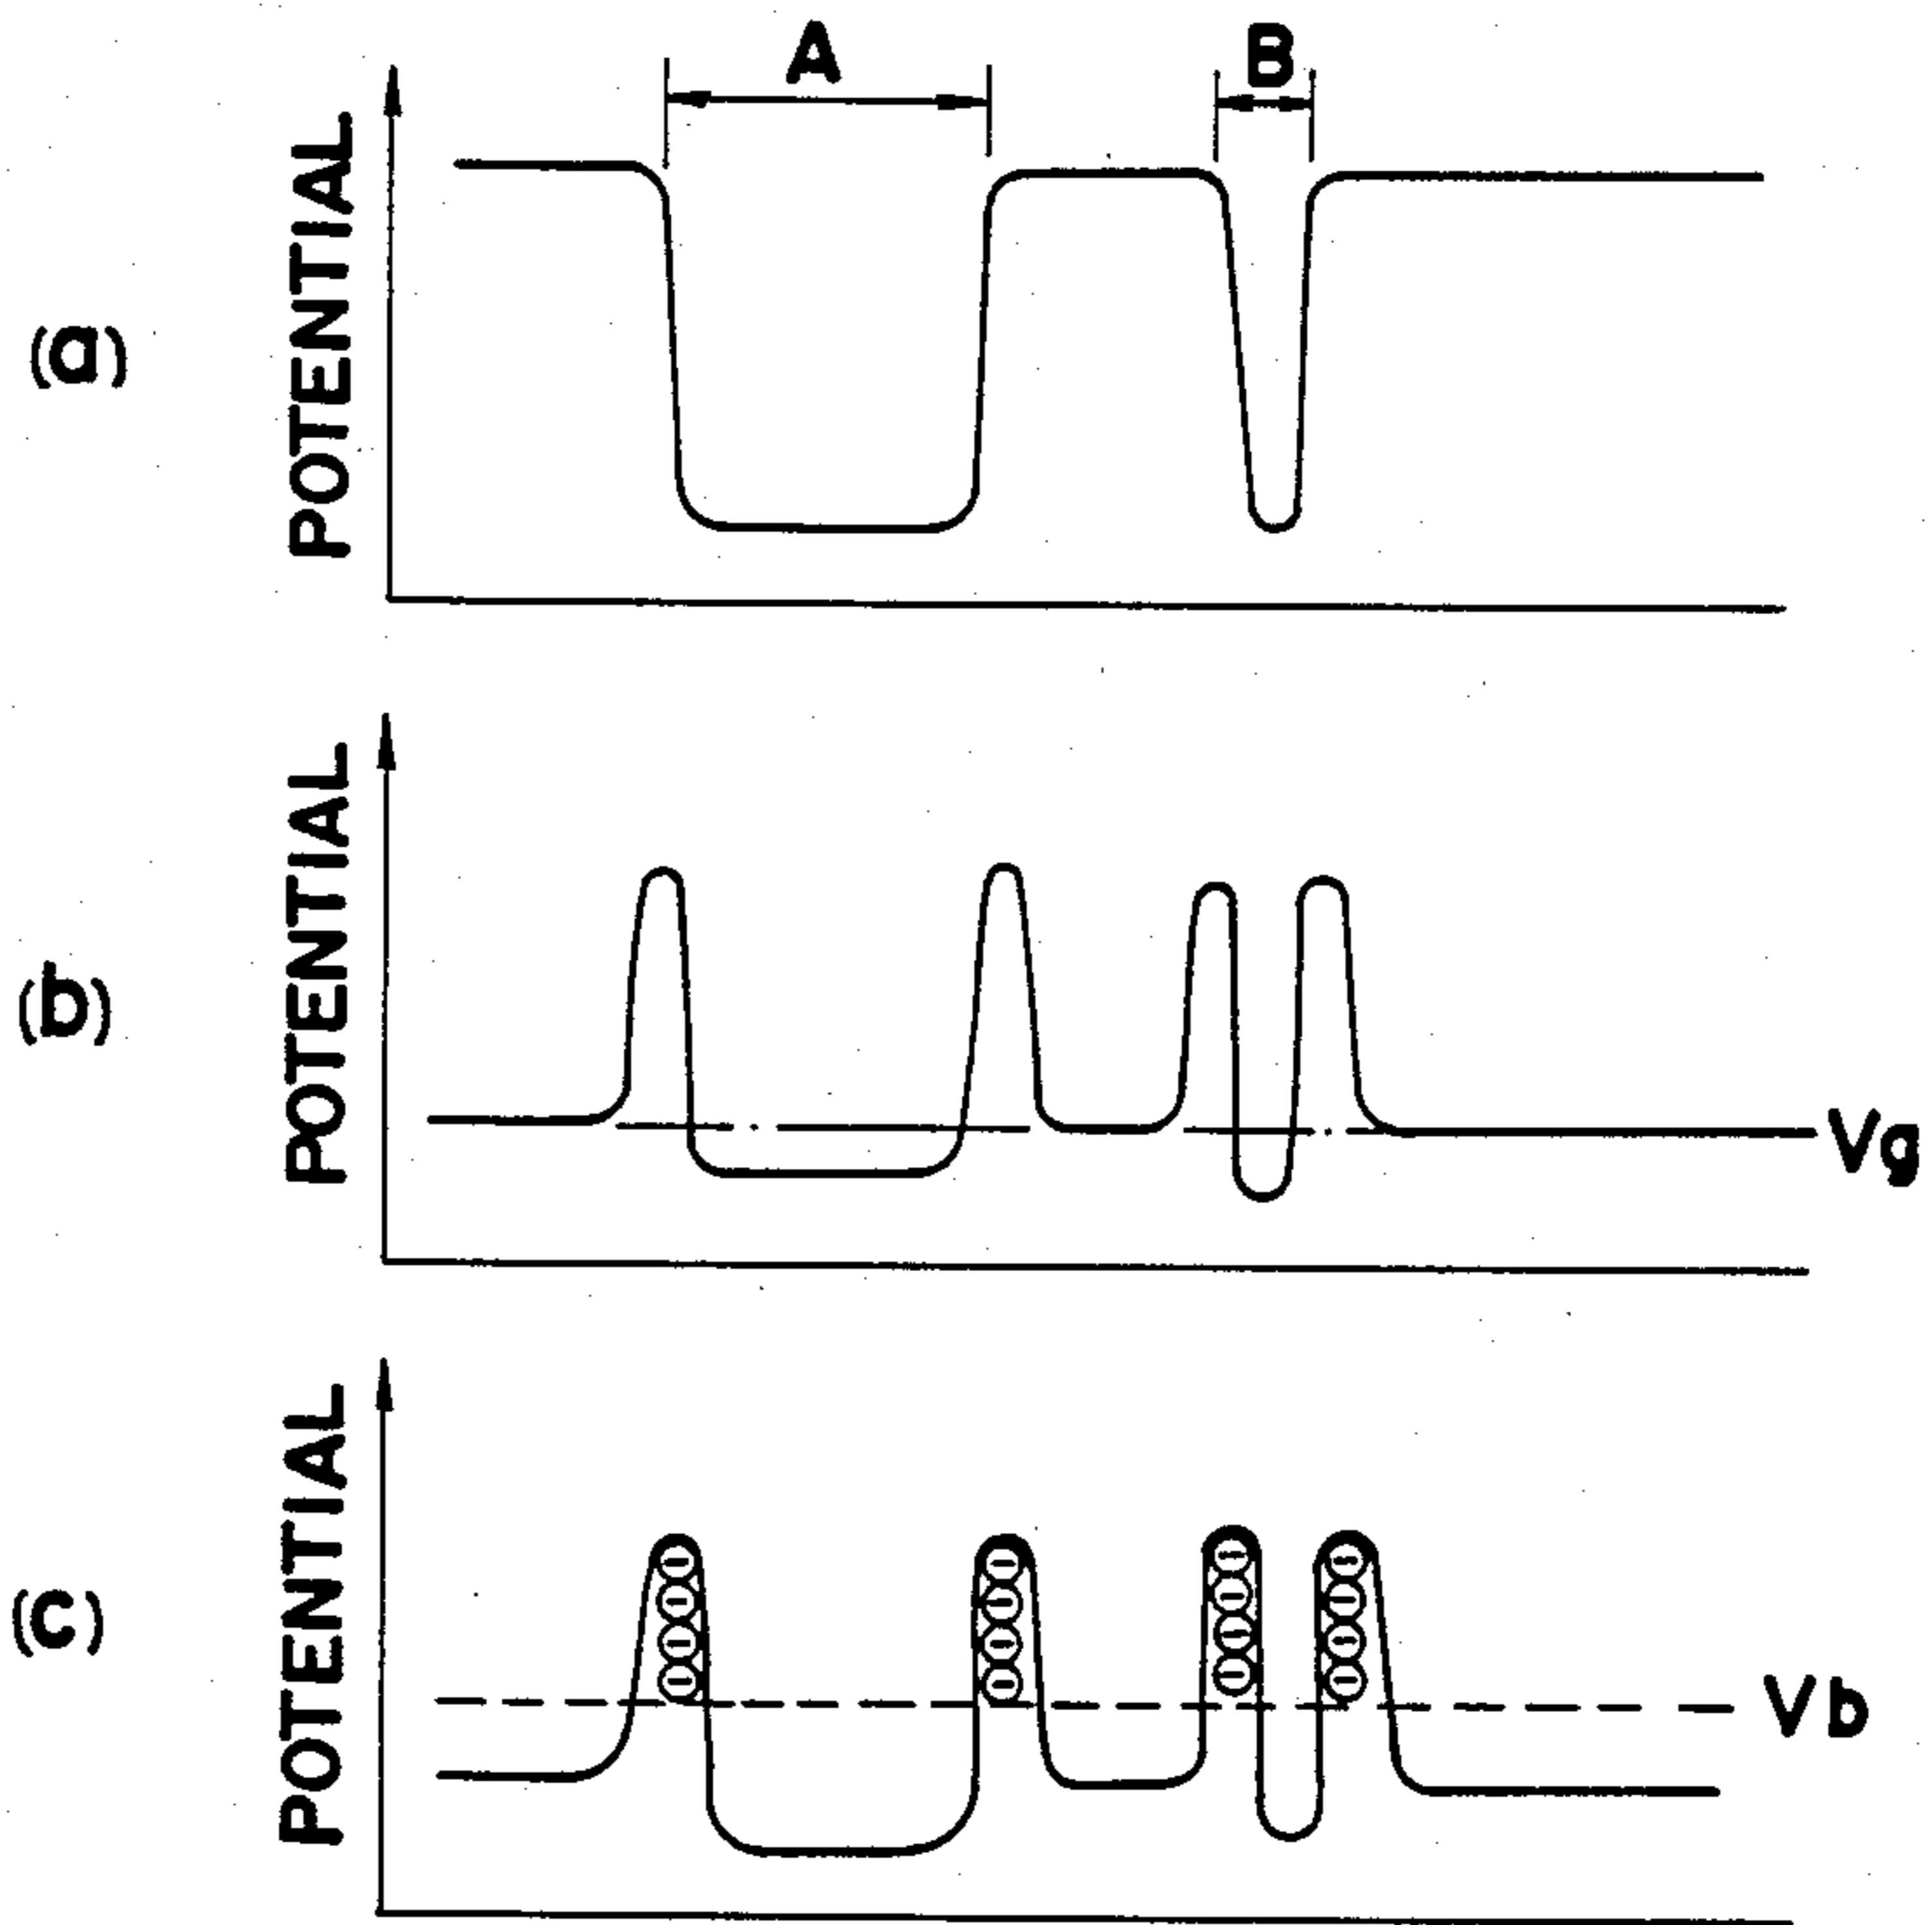 A
B
(a)
POTENTIAL
(b)
POTENTIAL
Vg
(c)
POTENTIAL
Vb